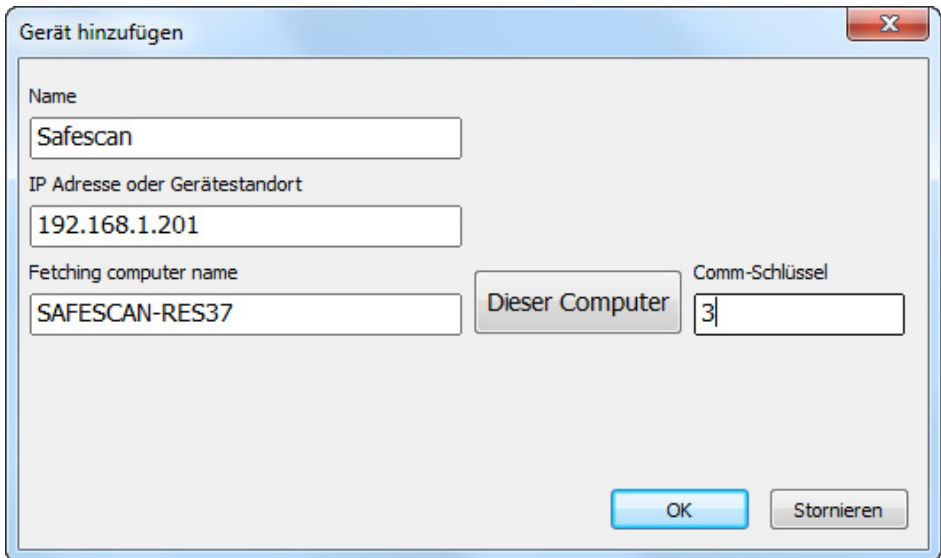 Gerät hinzufügen
X
Name
Safescan
IP Adresse oder Gerätestandort
192.168.1.201
Fetching computer name
SAFESCAN-RES37
Dieser Computer
Comm-Schlüssel
3
OK
Stornieren